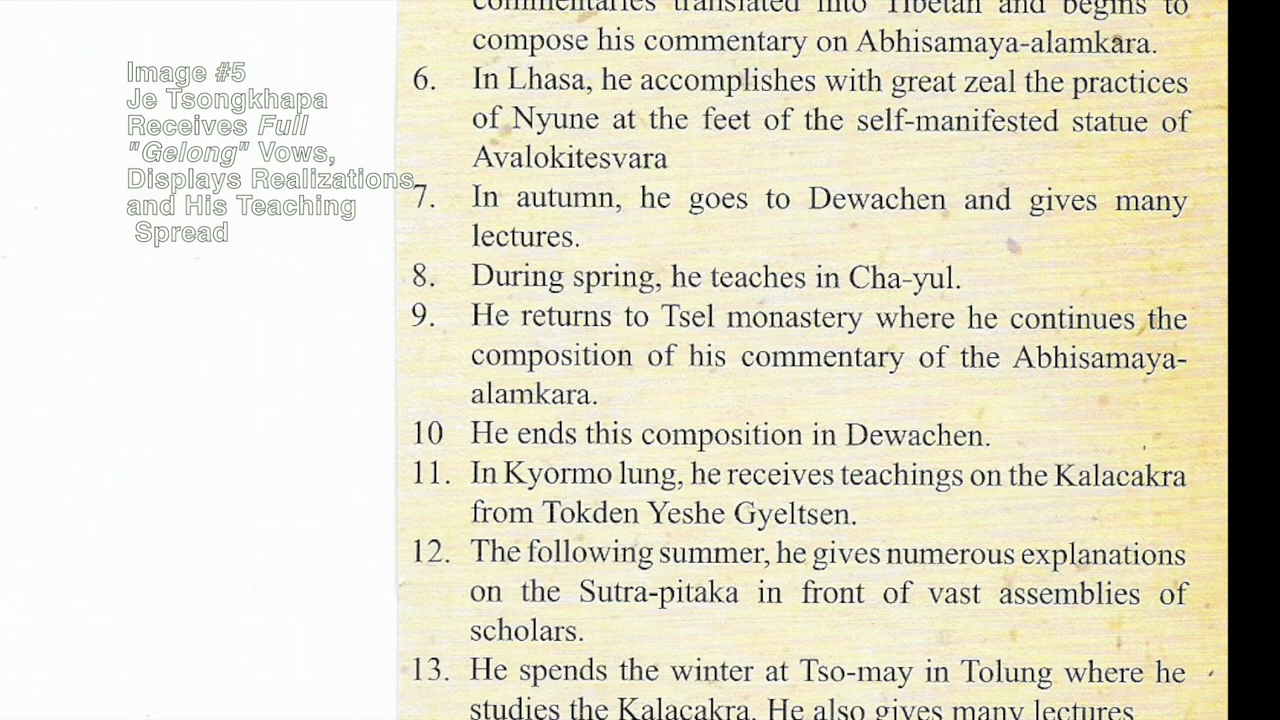 Image #5
Je Tsongkhapa
Receives Full
"Gelong" Vows,
Displays Realizations
and His Teaching
Spread
commentaries translated into Tibetan and begins to
compose his commentary on Abhisamaya-alamkara.
6. In Lhasa, he accomplishes with great zeal the practices
of Nyune at the feet of the self-manifested statue of
Avalokitesvara
7. In autumn, he goes to Dewachen and gives many
lectures.
8. During spring, he teaches in Cha-yul.
9. He returns to Tsel monastery where he continues the
composition of his commentary of the Abhisamaya-
alamkara.
10 He ends this composition in Dewachen.
11. In Kyormo lung, he receives teachings on the Kalacakra
from Tokden Yeshe Gyeltsen.
12. The following summer, he gives numerous explanations
on the Sutra-pitaka in front of vast assemblies of
scholars.
13. He spends the winter at Tso-may in Tolung where he
studies the Kalacakra. He also gives many lectures